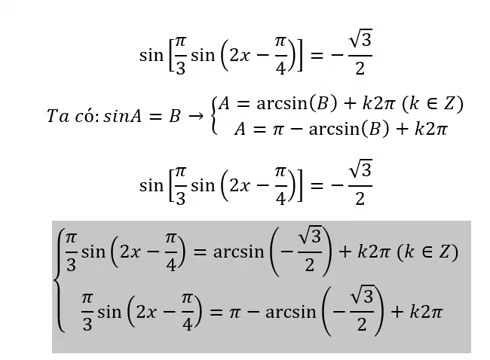 sin [π/3 sin (2x − π/4)] = −√3/2
Ta có: sinA = B → { A = arcsin(B) + k2π (k ∈ Z)
A = π − arcsin(B) + k2π
sin [π/3 sin (2x − π/4)] = −√3/2
{ π/3 sin (2x − π/4) = arcsin (−√3/2) + k2π (k ∈ Z)
π/3 sin (2x − π/4) = π − arcsin (−√3/2) + k2π